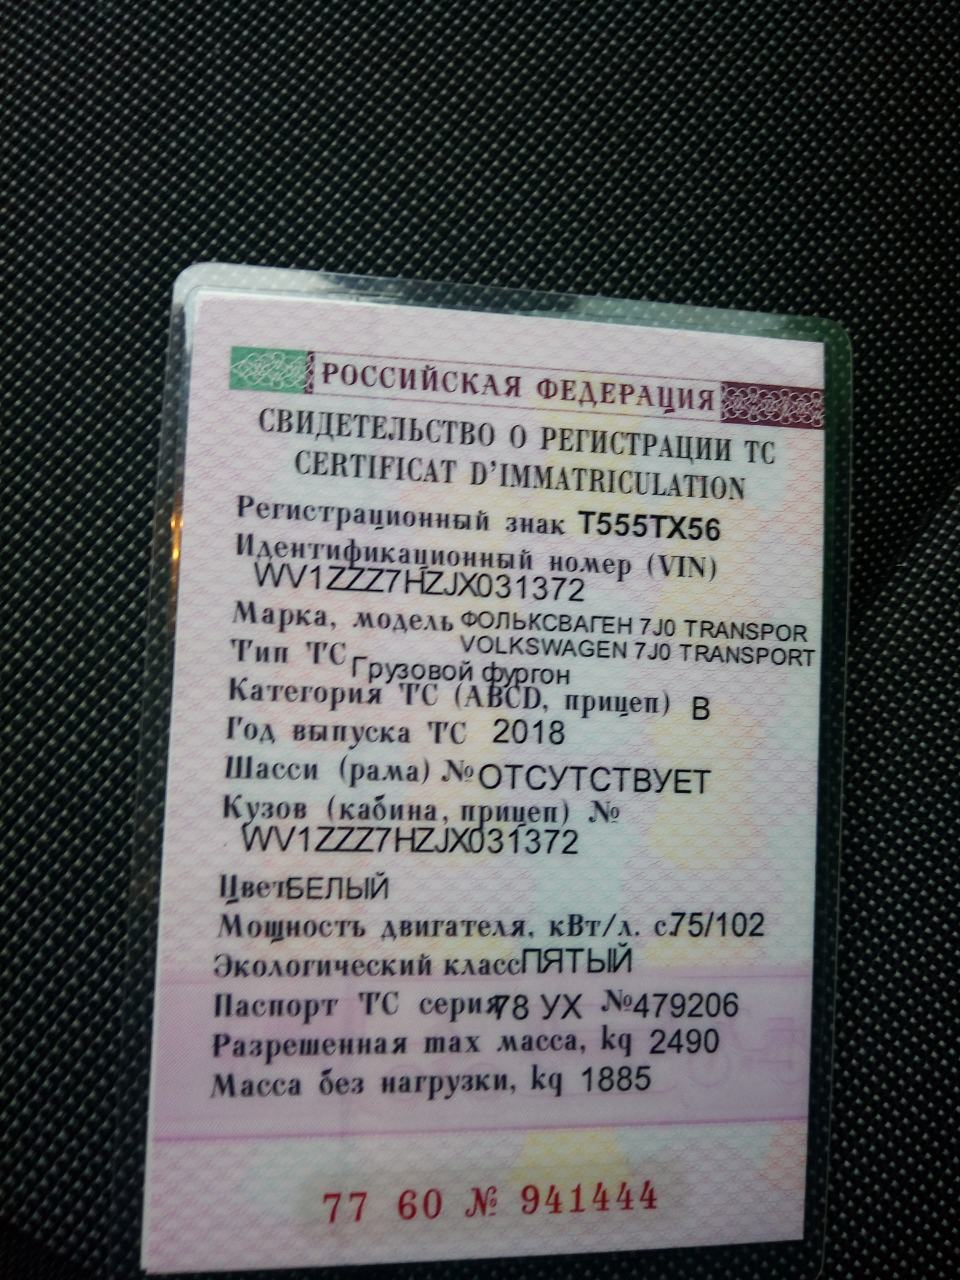 РОССИЙСКАЯ ФЕДЕРАЦИЯ
СВИДЕТЕЛЬСТВО О РЕГИСТРАЦИИ ТС
CERTIFICAT D'IMMATRICULATION
Регистрационный знак Т555ТХ56
Идентификационный номер (VIN)
WV1ZZZ7HZJX031372
Марка, модель ФОЛЬКСВАГЕН 7J0 TRANSPOR
VOLKSWAGEN 7J0 TRANSPORT
Тип ТС Грузовой фургон
Категория ТС (ABCD, прицеп) B
Год выпуска ТС 2018
Шасси (рама) № ОТСУТСТВУЕТ
Кузов (кабина, прицеп) №
WV1ZZZ7HZJX031372
Цвет БЕЛЫЙ
Мощность двигателя, кВт/л. с. 75/102
Экологический класс ПЯТЫЙ
Паспорт ТС серия 78 УХ № 479206
Разрешенная max масса, kg 2490
Масса без нагрузки, kg 1885
77 60 № 941444